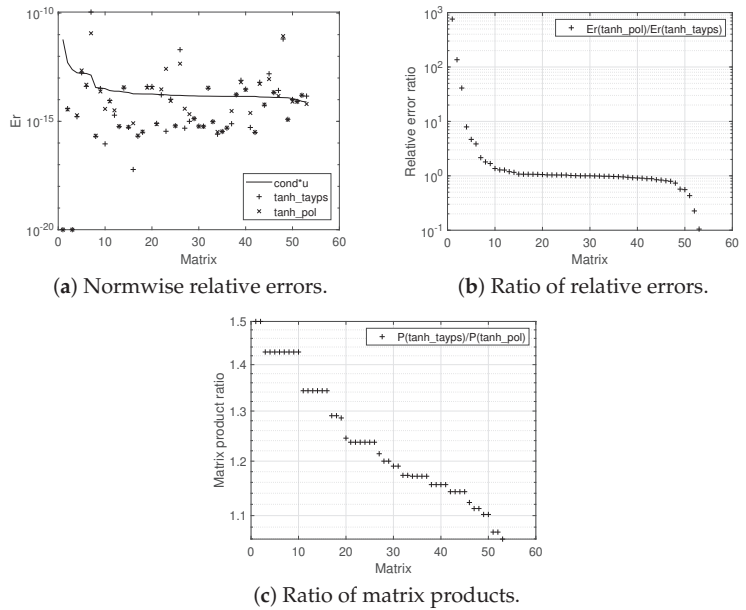 10^-10
10^-15
10^-20
Er
0 10 20 30 40 50 60
Matrix
cond*u
tanh_tayps
tanh_pol
(a) Normwise relative errors.
10^3
10^2
10^1
10^0
10^-1
Relative error ratio
0 10 20 30 40 50 60
Matrix
Er(tanh_pol)/Er(tanh_tayps)
(b) Ratio of relative errors.
1.5
1.4
1.3
1.2
1.1
Matrix product ratio
0 10 20 30 40 50 60
Matrix
P(tanh_tayps)/P(tanh_pol)
(c) Ratio of matrix products.